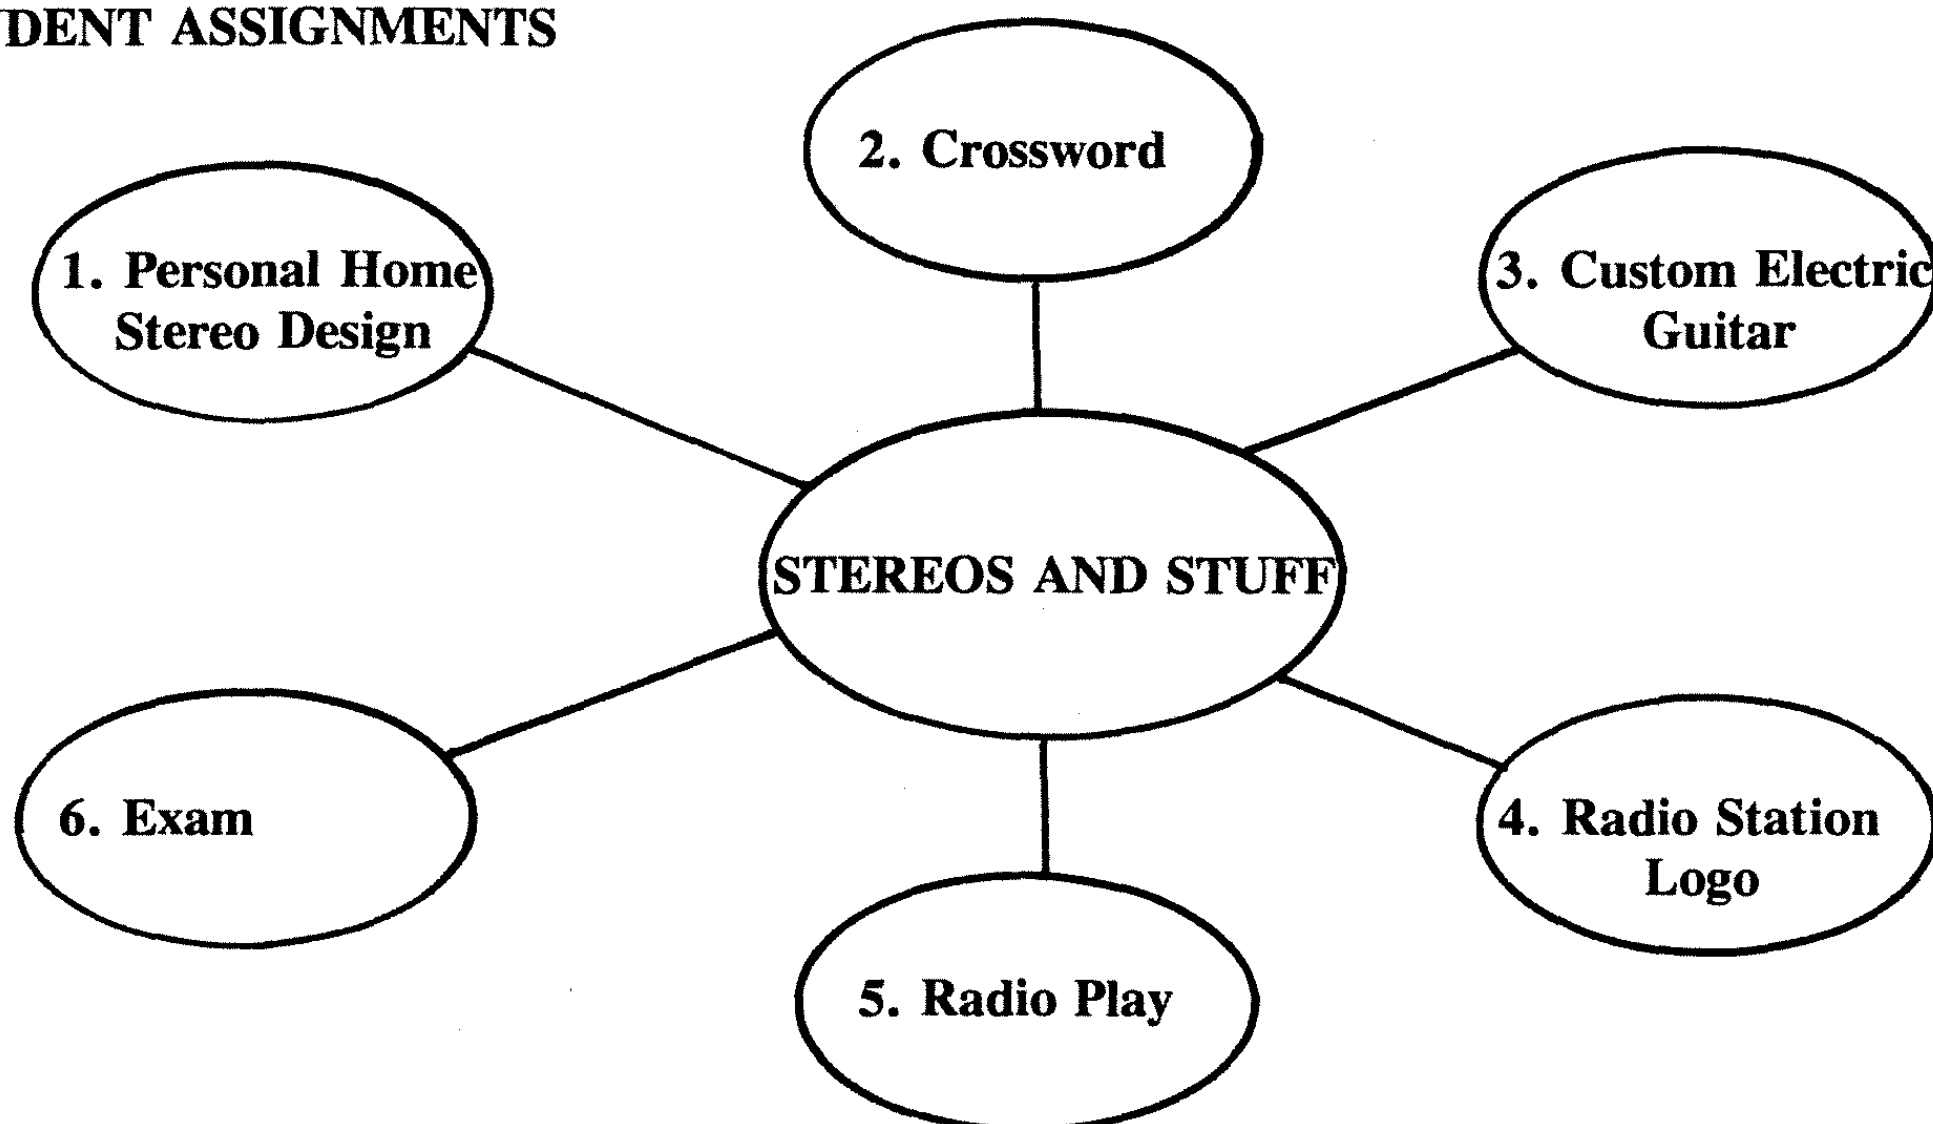 DENT ASSIGNMENTS
1. Personal Home
Stereo Design
2. Crossword
3. Custom Electric
Guitar
STEREOS AND STUFF
4. Radio Station
Logo
5. Radio Play
6. Exam